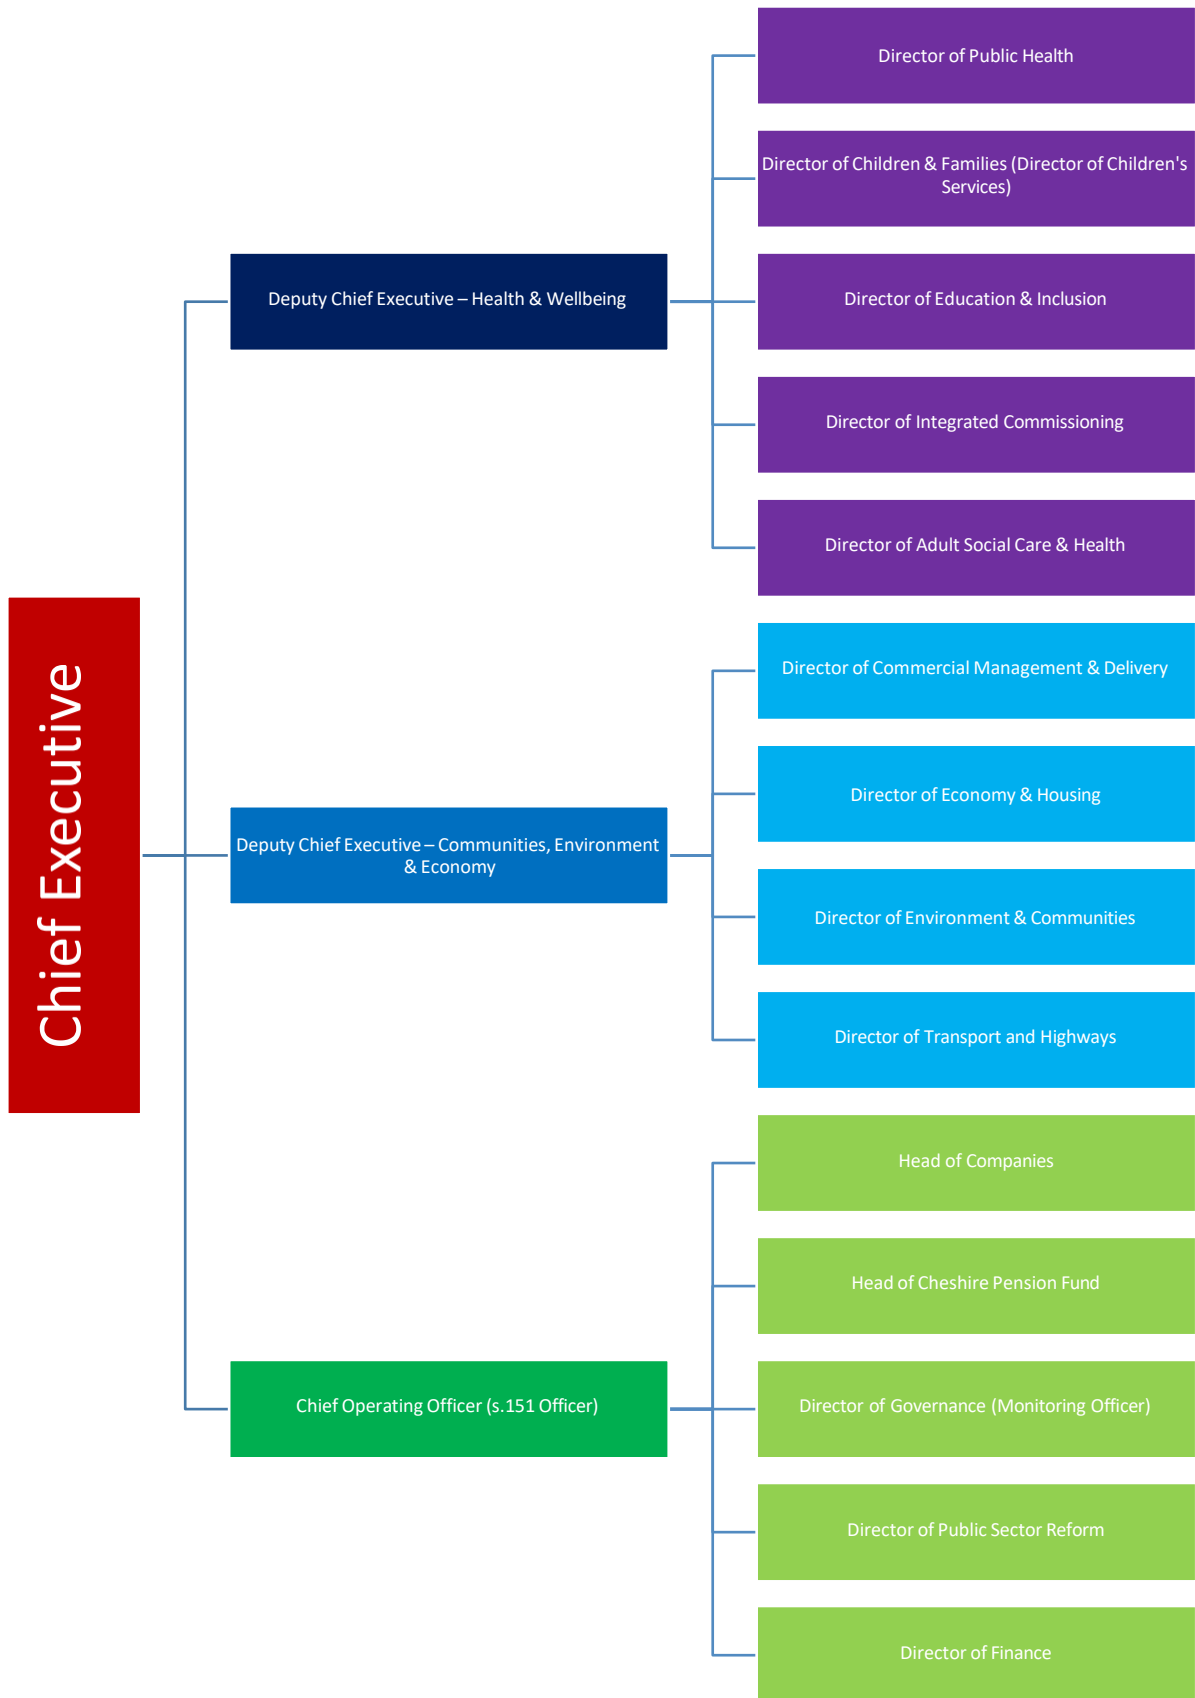 Director of Public Health
Director of Children & Families (Director of Children's
Services)
Deputy Chief Executive – Health & Wellbeing
Director of Education & Inclusion
Director of Integrated Commissioning
Director of Adult Social Care & Health
Chief Executive
Director of Commercial Management & Delivery
Director of Economy & Housing
Deputy Chief Executive – Communities, Environment
& Economy
Director of Environment & Communities
Director of Transport and Highways
Head of Companies
Head of Cheshire Pension Fund
Chief Operating Officer (s.151 Officer)
Director of Governance (Monitoring Officer)
Director of Public Sector Reform
Director of Finance